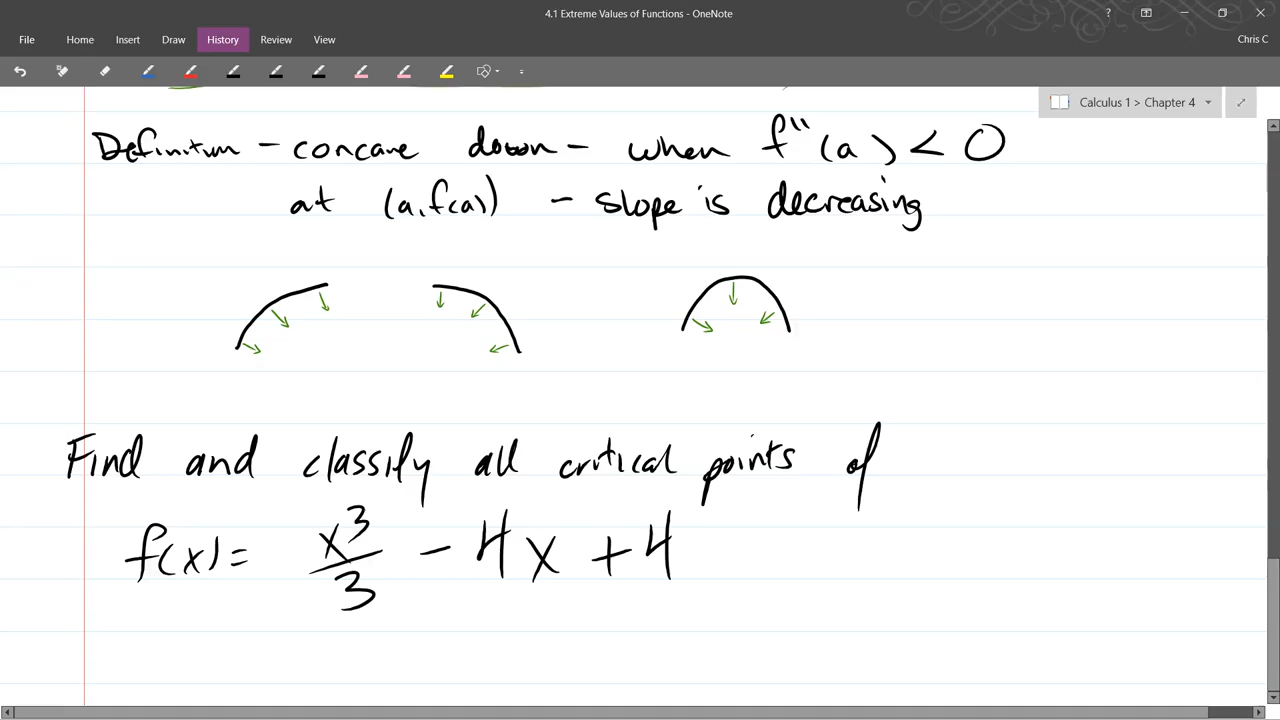 4.1 Extreme Values of Functions - OneNote
File Home Insert Draw History Review View
Chris C
Calculus 1 > Chapter 4
Definition - concave down - when f"(a) < 0
at (a, f(a)) - slope is decreasing
Find and classify all critical points of
f(x) = x³/3 - 4x + 4